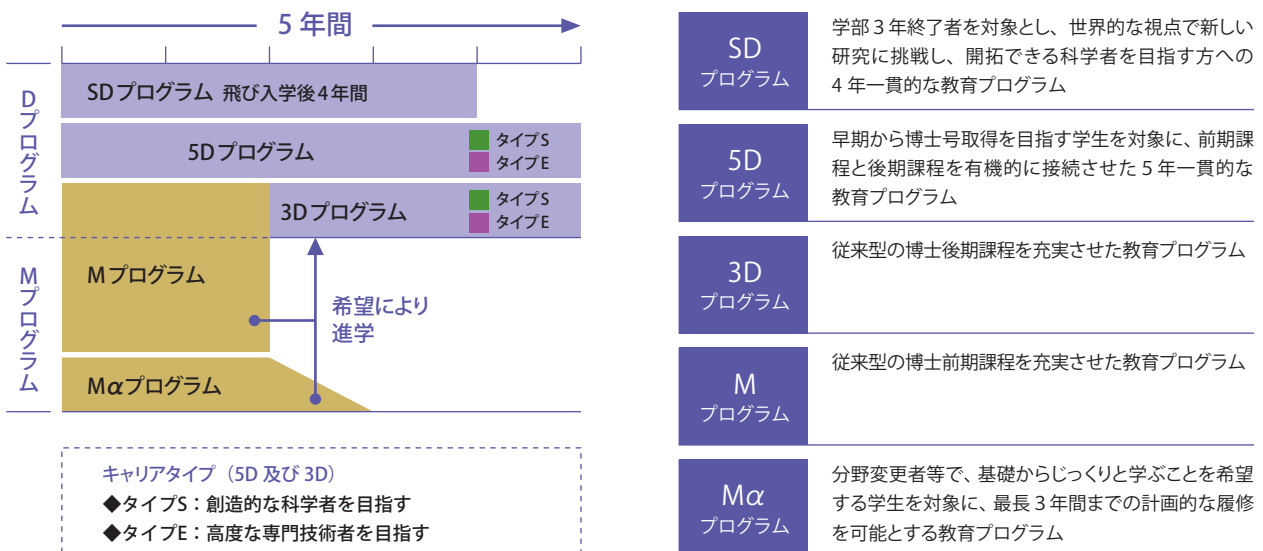 5年間
Dプログラム
SDプログラム 飛び入学後4年間
5Dプログラム
タイプS
タイプE
3Dプログラム
タイプS
タイプE
Mプログラム
Mプログラム
希望により
進学
Mαプログラム
キャリアタイプ（5D 及び 3D）
◆タイプS：創造的な科学者を目指す
◆タイプE：高度な専門技術者を目指す
SD
プログラム
学部3年終了者を対象とし、世界的な視点で新しい
研究に挑戦し、開拓できる科学者を目指す方への
4年一貫的な教育プログラム
5D
プログラム
早期から博士号取得を目指す学生を対象に、前期課
程と後期課程を有機的に接続させた5年一貫的な
教育プログラム
3D
プログラム
従来型の博士後期課程を充実させた教育プログラム
M
プログラム
従来型の博士前期課程を充実させた教育プログラム
Mα
プログラム
分野変更者等で、基礎からじっくりと学ぶことを希望
する学生を対象に、最長3年間までの計画的な履修
を可能とする教育プログラム